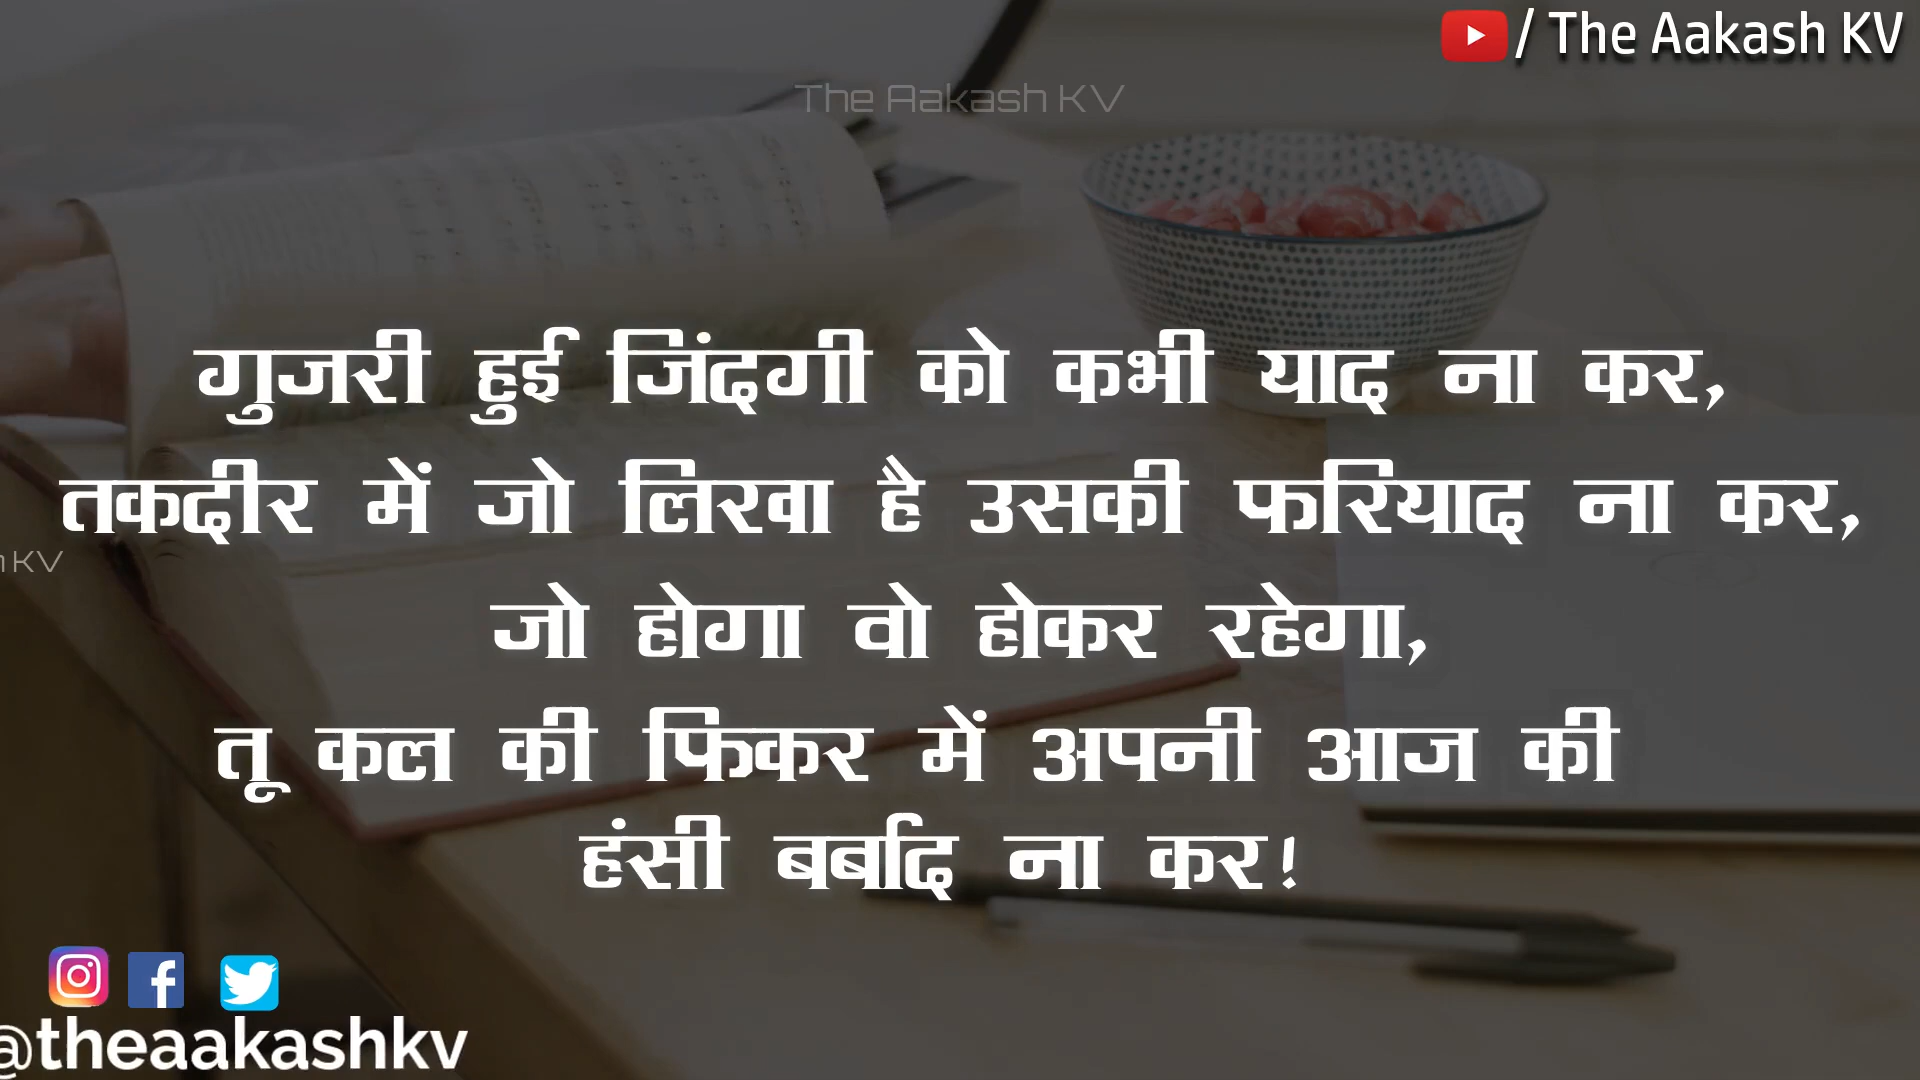 / The Aakash KV
The Aakash KV
गुजरी हुई जिंदगी को कभी याद ना कर,
तकदीर में जो लिखा है उसकी फरियाद ना कर,
KV
जो होगा वो होकर रहेगा,
तू कल की फिकर में अपनी आज की
हंसी बर्बाद ना कर!
@theaakashkv